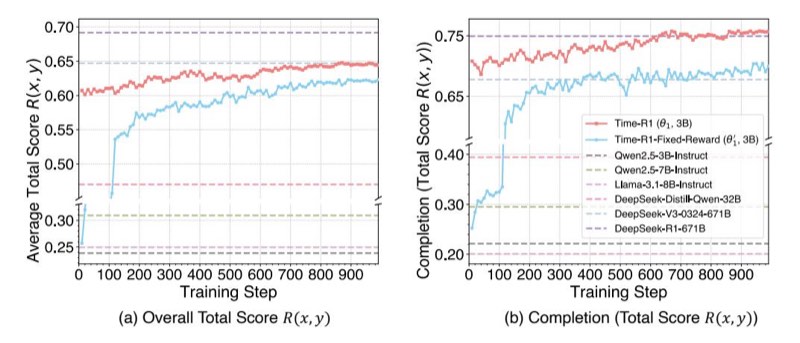 0.70
0.65
0.60
0.55
0.50
0.30
0.25
Average Total Score R(x, y)
0 100 200 300 400 500 600 700 800 900
Training Step
(a) Overall Total Score R(x, y)
0.75
0.65
0.40
0.30
0.20
Completion (Total Score R(x, y))
Time-R1 (θ₁, 3B)
Time-R1-Fixed-Reward (θ₁′, 3B)
Qwen2.5-3B-Instruct
Qwen2.5-7B-Instruct
Llama-3.1-8B-Instruct
DeepSeek-Distill-Qwen-32B
DeepSeek-V3-0324-671B
DeepSeek-R1-671B
0 100 200 300 400 500 600 700 800 900
Training Step
(b) Completion (Total Score R(x, y))